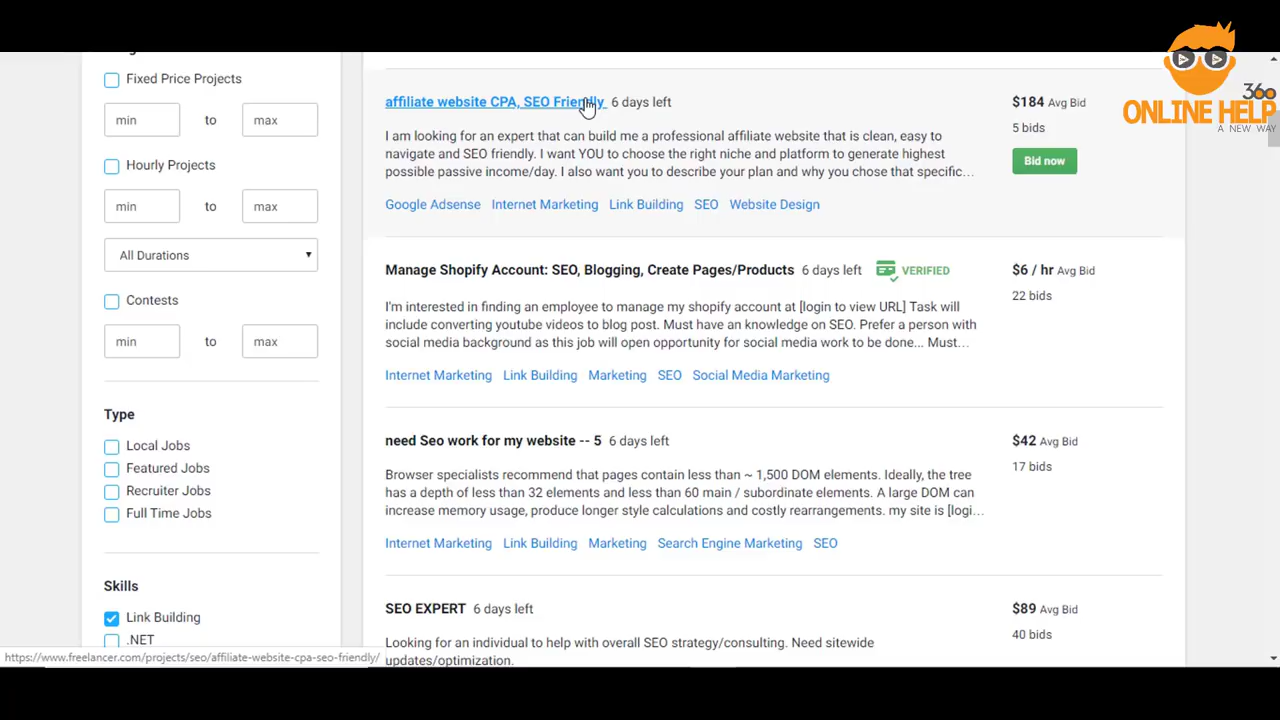 Fixed Price Projects
min to max
Hourly Projects
min to max
All Durations
Contests
min to max
Type
Local Jobs
Featured Jobs
Recruiter Jobs
Full Time Jobs
Skills
Link Building
.NET
affiliate website CPA, SEO Friendly 6 days left
$184 Avg Bid
5 bids
Bid now
I am looking for an expert that can build me a professional affiliate website that is clean, easy to
navigate and SEO friendly. I want YOU to choose the right niche and platform to generate highest
possible passive income/day. I also want you to describe your plan and why you chose that specific...
Google Adsense Internet Marketing Link Building SEO Website Design
Manage Shopify Account: SEO, Blogging, Create Pages/Products 6 days left VERIFIED
$6 / hr Avg Bid
22 bids
I'm interested in finding an employee to manage my shopify account at [login to view URL] Task will
include converting youtube videos to blog post. Must have an knowledge on SEO. Prefer a person with
social media background as this job will open opportunity for social media work to be done... Must...
Internet Marketing Link Building Marketing SEO Social Media Marketing
need Seo work for my website -- 5 6 days left
$42 Avg Bid
17 bids
Browser specialists recommend that pages contain less than ~ 1,500 DOM elements. Ideally, the tree
has a depth of less than 32 elements and less than 60 main / subordinate elements. A large DOM can
increase memory usage, produce longer style calculations and costly rearrangements. my site is [logi...
Internet Marketing Link Building Marketing Search Engine Marketing SEO
SEO EXPERT 6 days left
$89 Avg Bid
40 bids
Looking for an individual to help with overall SEO strategy/consulting. Need sitewide
updates/optimization.
https://www.freelancer.com/projects/seo/affiliate-website-cpa-seo-friendly/
360
ONLINE HELP
A NEW WAY